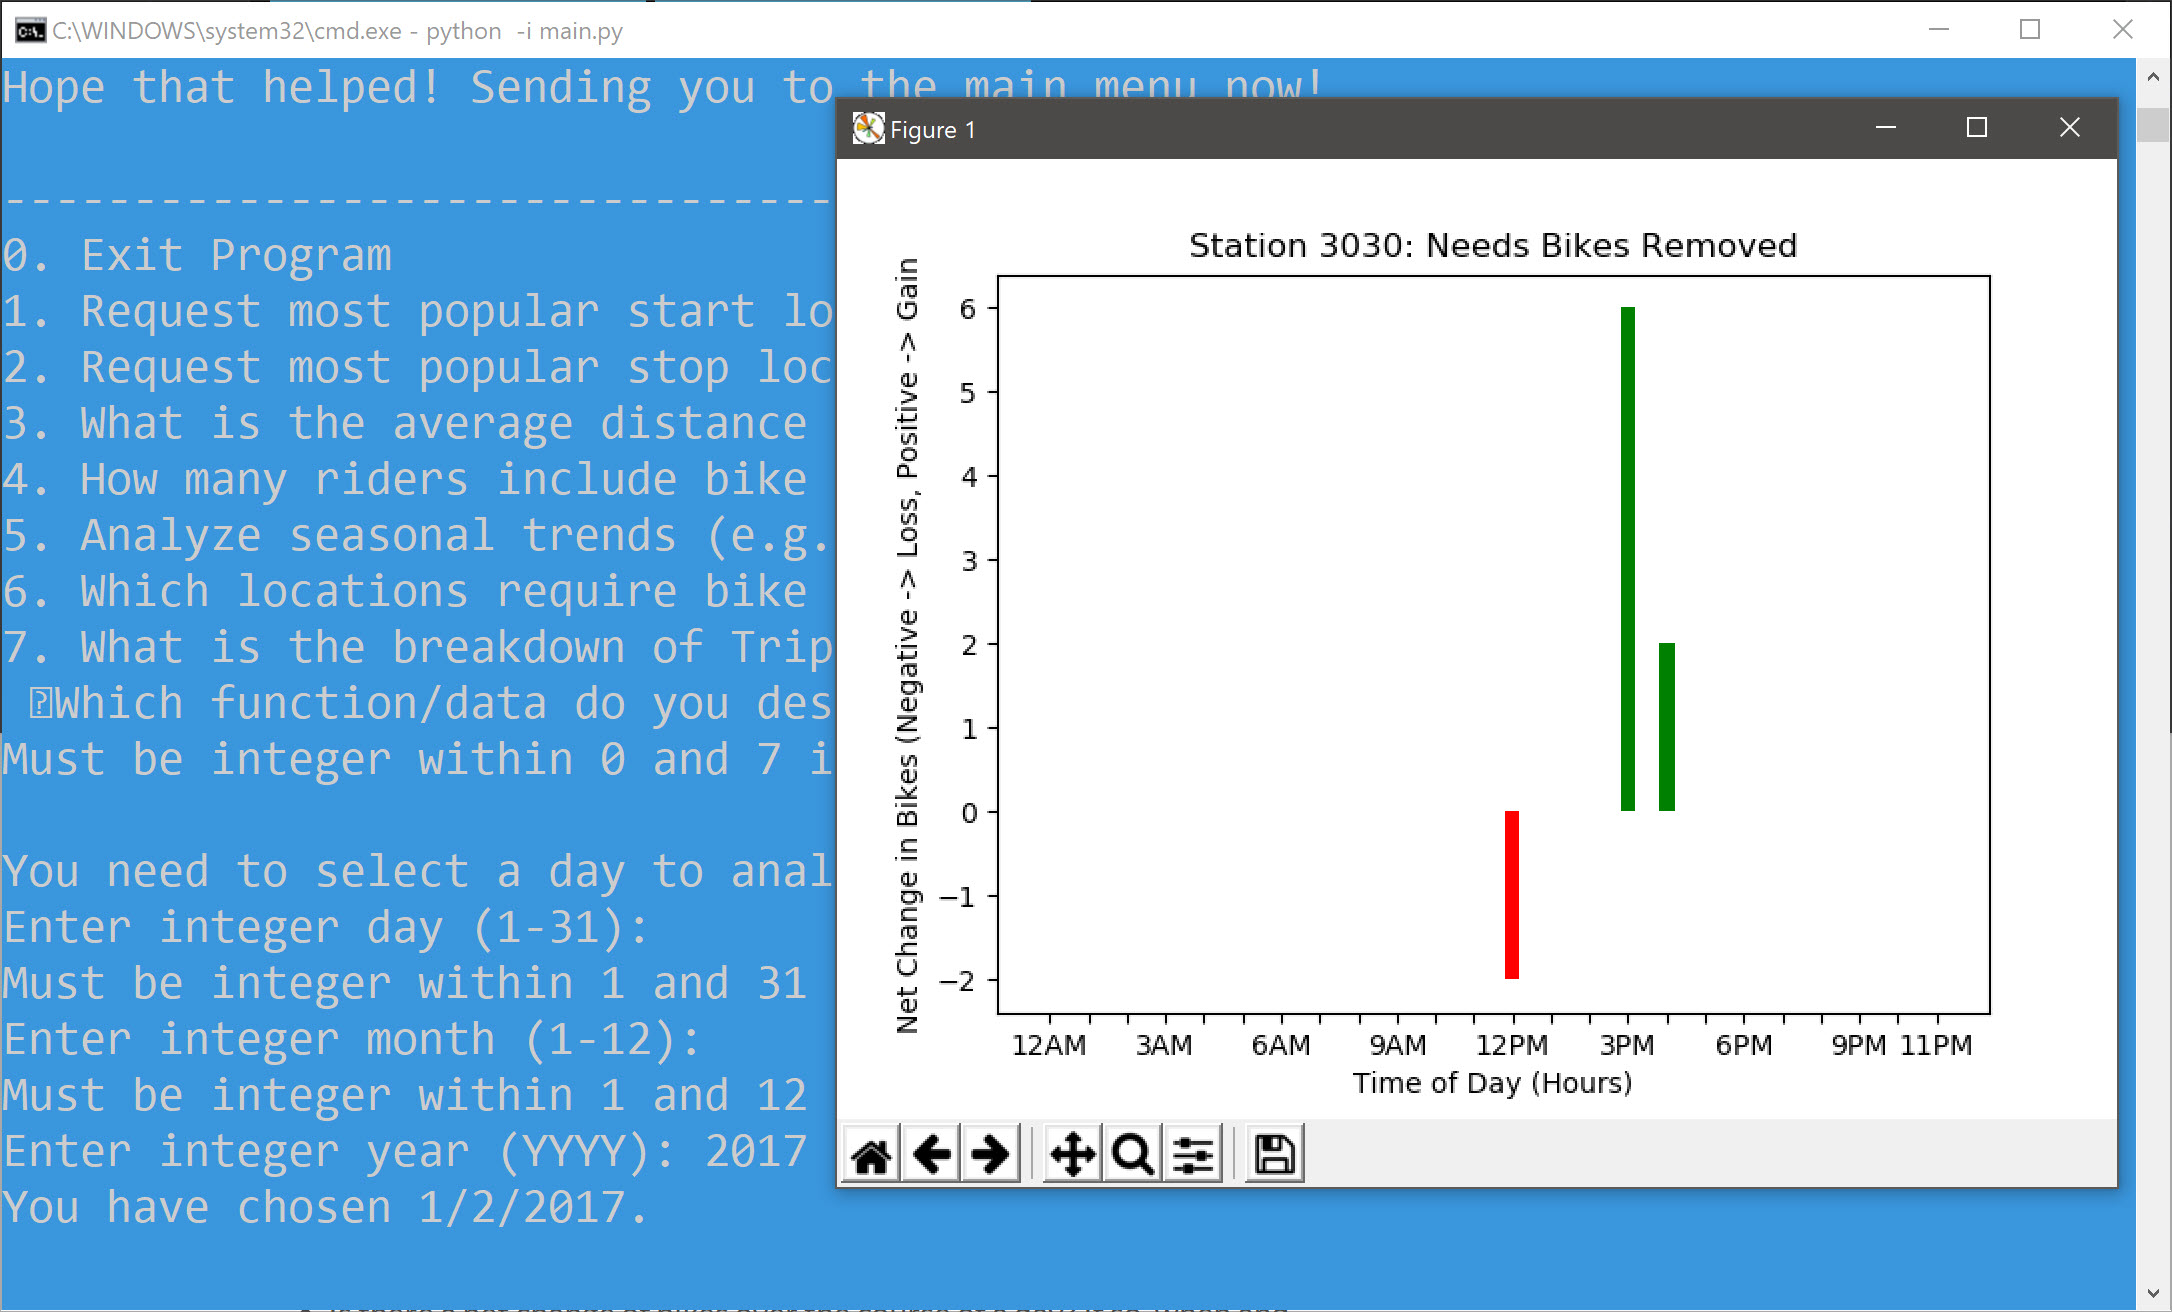 C:\WINDOWS\system32\cmd.exe - python -i main.py
Hope that helped! Sending you to the main menu now!
--------------------------------
0. Exit Program
1. Request most popular start lo
2. Request most popular stop loc
3. What is the average distance
4. How many riders include bike
5. Analyze seasonal trends (e.g.
6. Which locations require bike
7. What is the breakdown of Trip
Which function/data do you des
Must be integer within 0 and 7 i
You need to select a day to anal
Enter integer day (1-31):
Must be integer within 1 and 31
Enter integer month (1-12):
Must be integer within 1 and 12
Enter integer year (YYYY): 2017
You have chosen 1/2/2017.
Figure 1
Station 3030: Needs Bikes Removed
Net Change in Bikes (Negative -> Loss, Positive -> Gain
6
5
4
3
2
1
0
−1
−2
12AM 3AM 6AM 9AM 12PM 3PM 6PM 9PM 11PM
Time of Day (Hours)